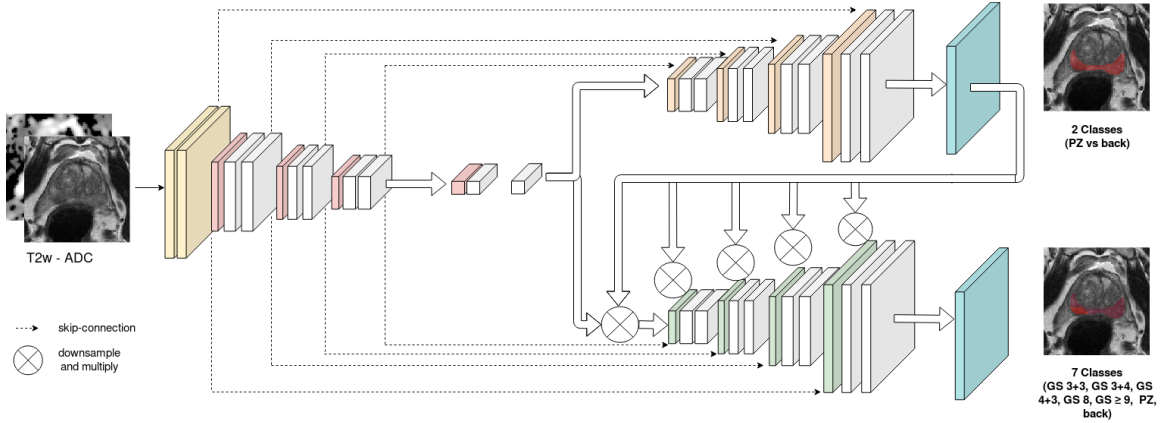 2 Classes
(PZ vs back)
T2w - ADC
skip-connection
downsample
and multiply
7 Classes
(GS 3+3, GS 3+4, GS
4+3, GS 8, GS ≥ 9, PZ,
back)